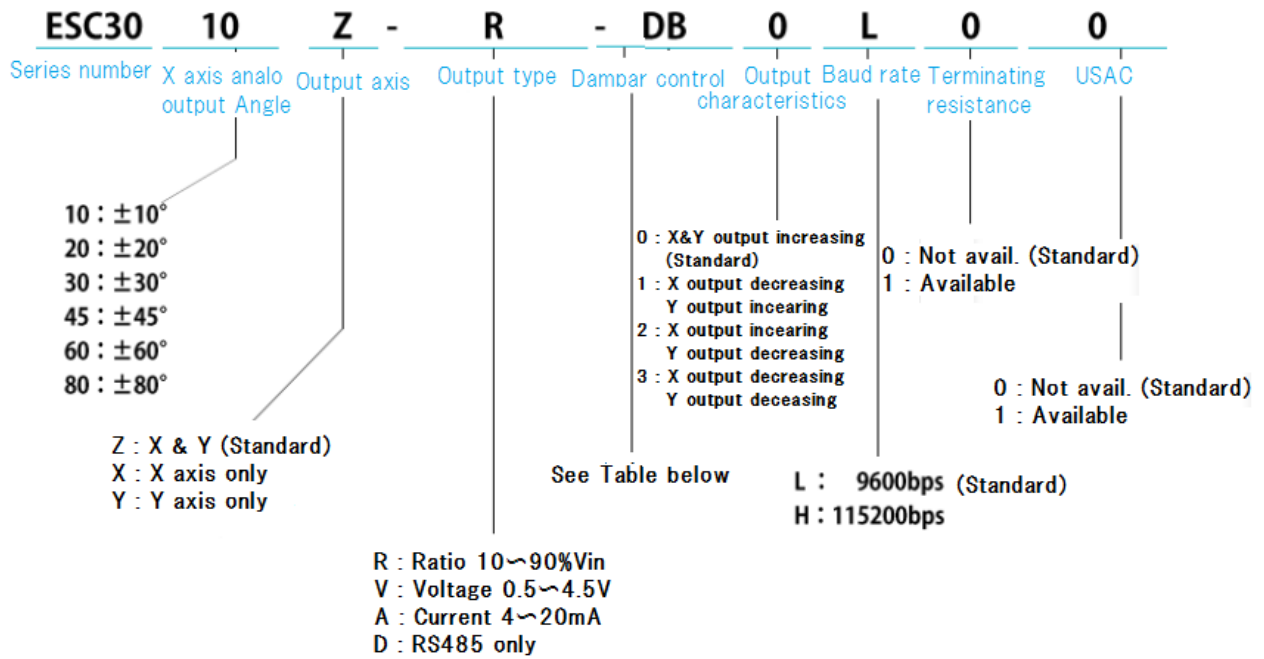 ESC30 10 Z - R - DB 0 L 0 0
Series number
X axis analo
output Angle
Output axis
Output type
Dambar control
Output
characteristics
Baud rate
Terminating
resistance
USAC
10 : ±10°
20 : ±20°
30 : ±30°
45 : ±45°
60 : ±60°
80 : ±80°
Z : X & Y (Standard)
X : X axis only
Y : Y axis only
R : Ratio 10〜90%Vin
V : Voltage 0.5〜4.5V
A : Current 4〜20mA
D : RS485 only
See Table below
0 : X&Y output increasing
(Standard)
1 : X output decreasing
Y output incearing
2 : X output incearing
Y output decreasing
3 : X output decreasing
Y output deceasing
L : 9600bps (Standard)
H : 115200bps
0 : Not avail. (Standard)
1 : Available
0 : Not avail. (Standard)
1 : Available